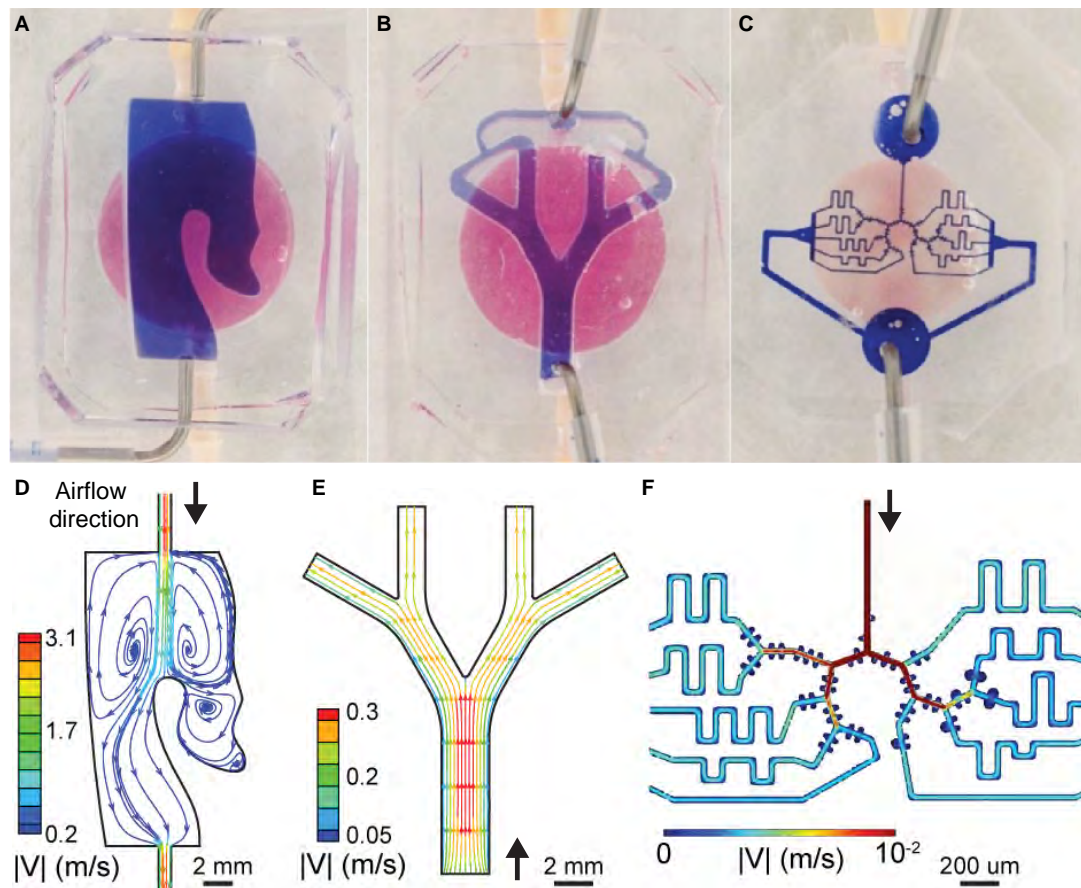 A
B
C
D
Airflow
direction
3.1
1.7
0.2
|V| (m/s)
2 mm
E
0.3
0.2
0.05
|V| (m/s)
2 mm
F
0
10⁻²
|V| (m/s)
200 um